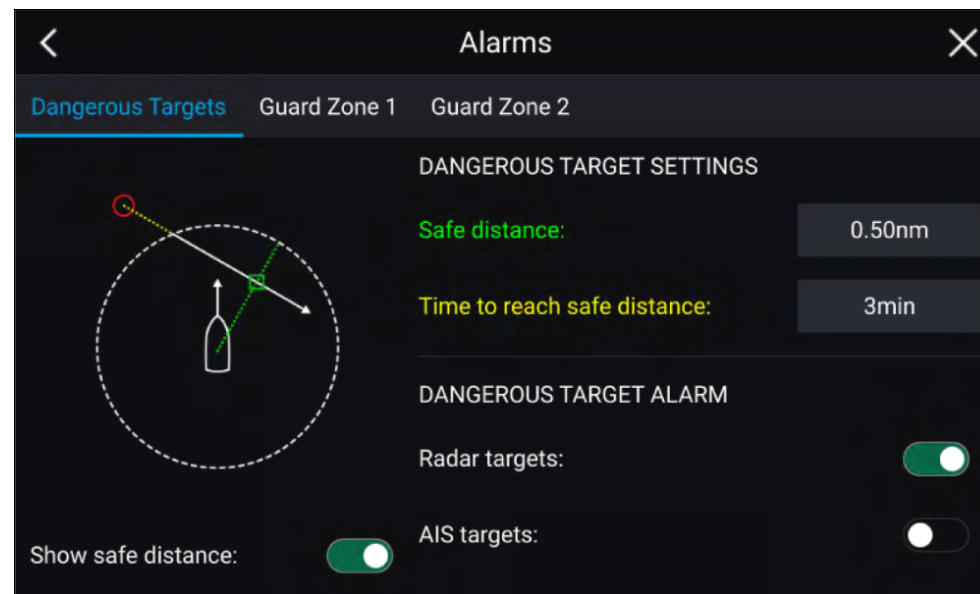 Alarms
Dangerous Targets Guard Zone 1 Guard Zone 2
DANGEROUS TARGET SETTINGS
Safe distance: 0.50nm
Time to reach safe distance: 3min
DANGEROUS TARGET ALARM
Radar targets:
AIS targets:
Show safe distance: